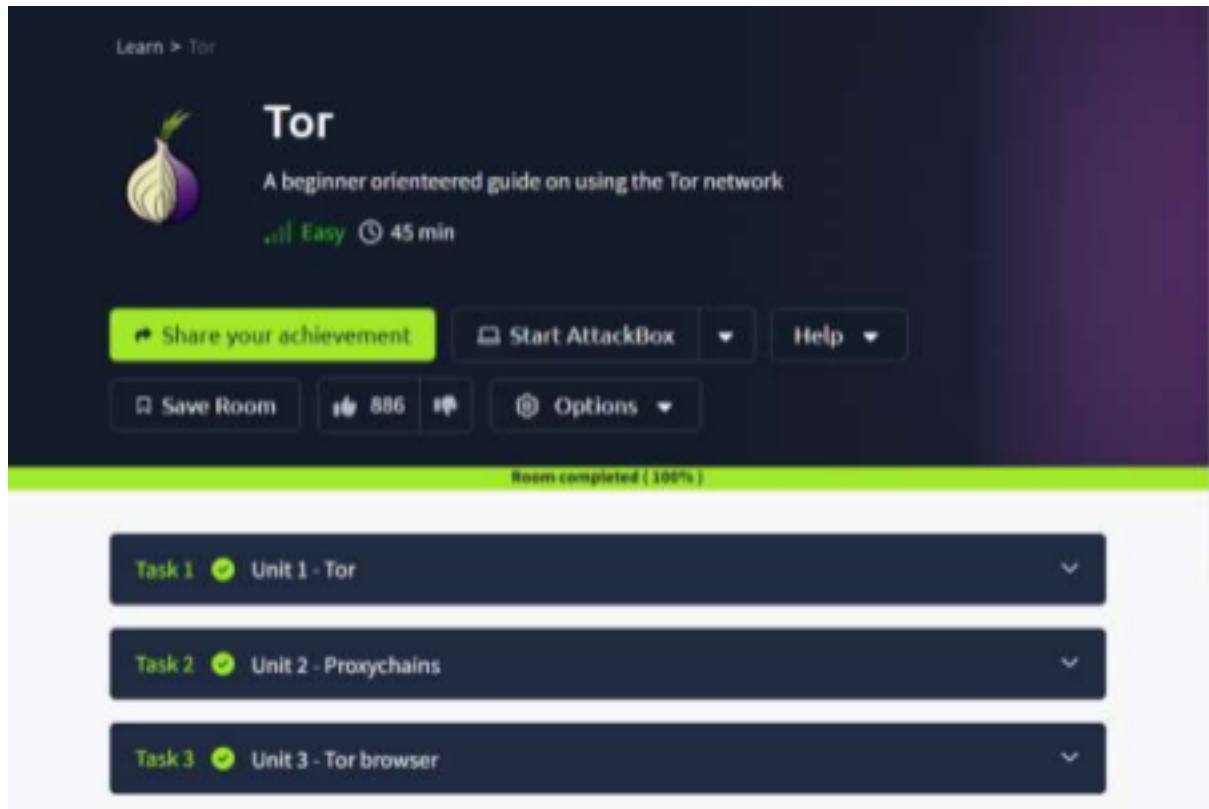 Learn > Tor
Tor
A beginner orienteered guide on using the Tor network
Easy 45 min
Share your achievement Start AttackBox Help
Save Room 886 Options
Room completed ( 100% )
Task 1 Unit 1 - Tor
Task 2 Unit 2 - Proxychains
Task 3 Unit 3 - Tor browser